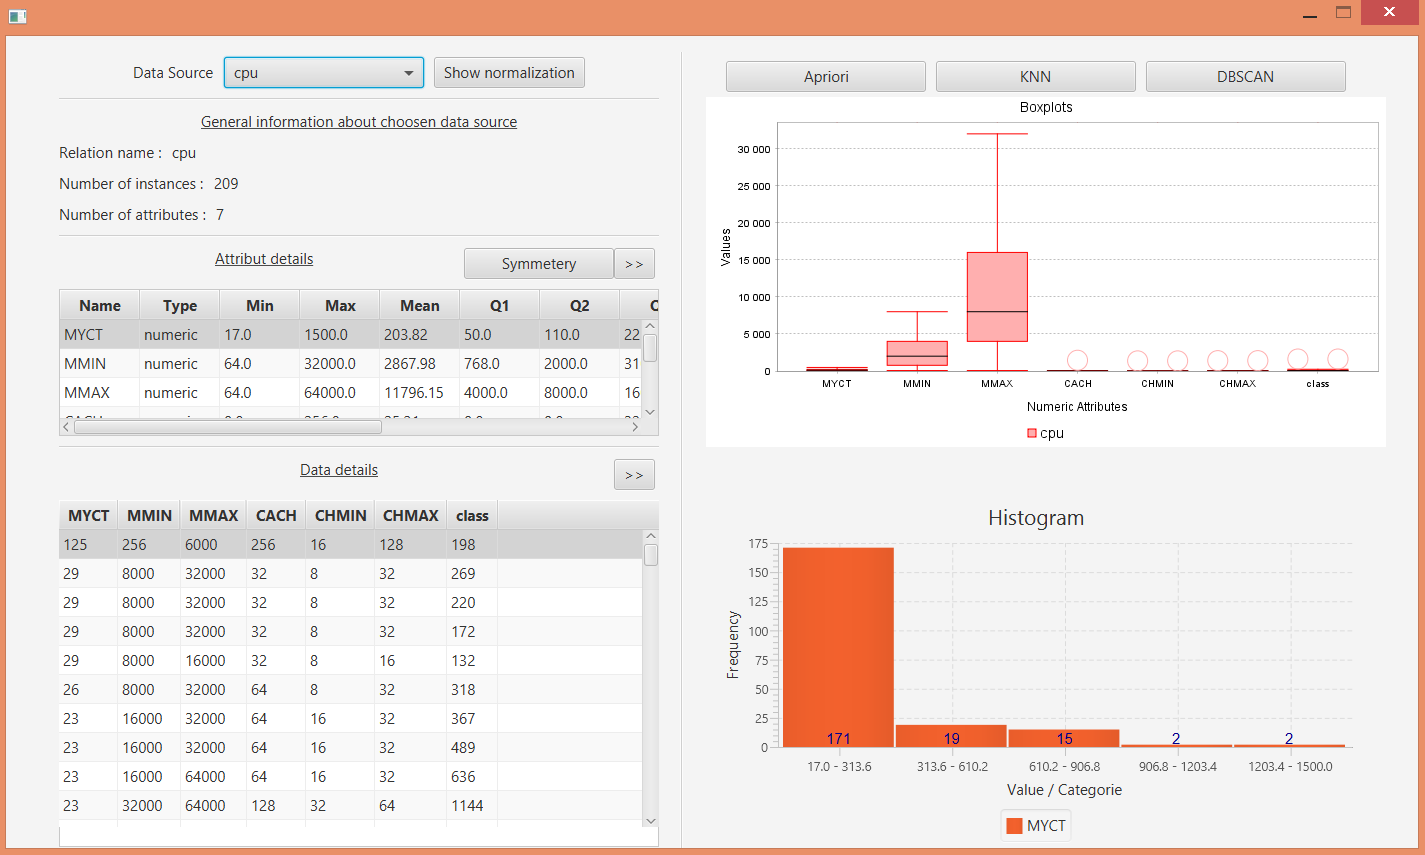 Data Source cpu Show normalization
General information about choosen data source
Relation name : cpu
Number of instances : 209
Number of attributes : 7
Attribut details Symmetery >>
Name Type Min Max Mean Q1 Q2
MYCT numeric 17.0 1500.0 203.82 50.0 110.0 22
MMIN numeric 64.0 32000.0 2867.98 768.0 2000.0 31
MMAX numeric 64.0 64000.0 11796.15 4000.0 8000.0 16
Data details >>
MYCT MMIN MMAX CACH CHMIN CHMAX class
125 256 6000 256 16 128 198
29 8000 32000 32 8 32 269
29 8000 32000 32 8 32 220
29 8000 32000 32 8 32 172
29 8000 16000 32 8 16 132
26 8000 32000 64 8 32 318
23 16000 32000 64 16 32 367
23 16000 32000 64 16 32 489
23 16000 64000 64 16 32 636
23 32000 64000 128 32 64 1144
Apriori KNN DBSCAN
Boxplots
Values
30 000
25 000
20 000
15 000
10 000
5 000
0
MYCT MMIN MMAX CACH CHMIN CHMAX class
Numeric Attributes
cpu
Histogram
Frequency
175
150
125
100
75
50
25
0
171 19 15 2 2
17.0 - 313.6 313.6 - 610.2 610.2 - 906.8 906.8 - 1203.4 1203.4 - 1500.0
Value / Categorie
MYCT